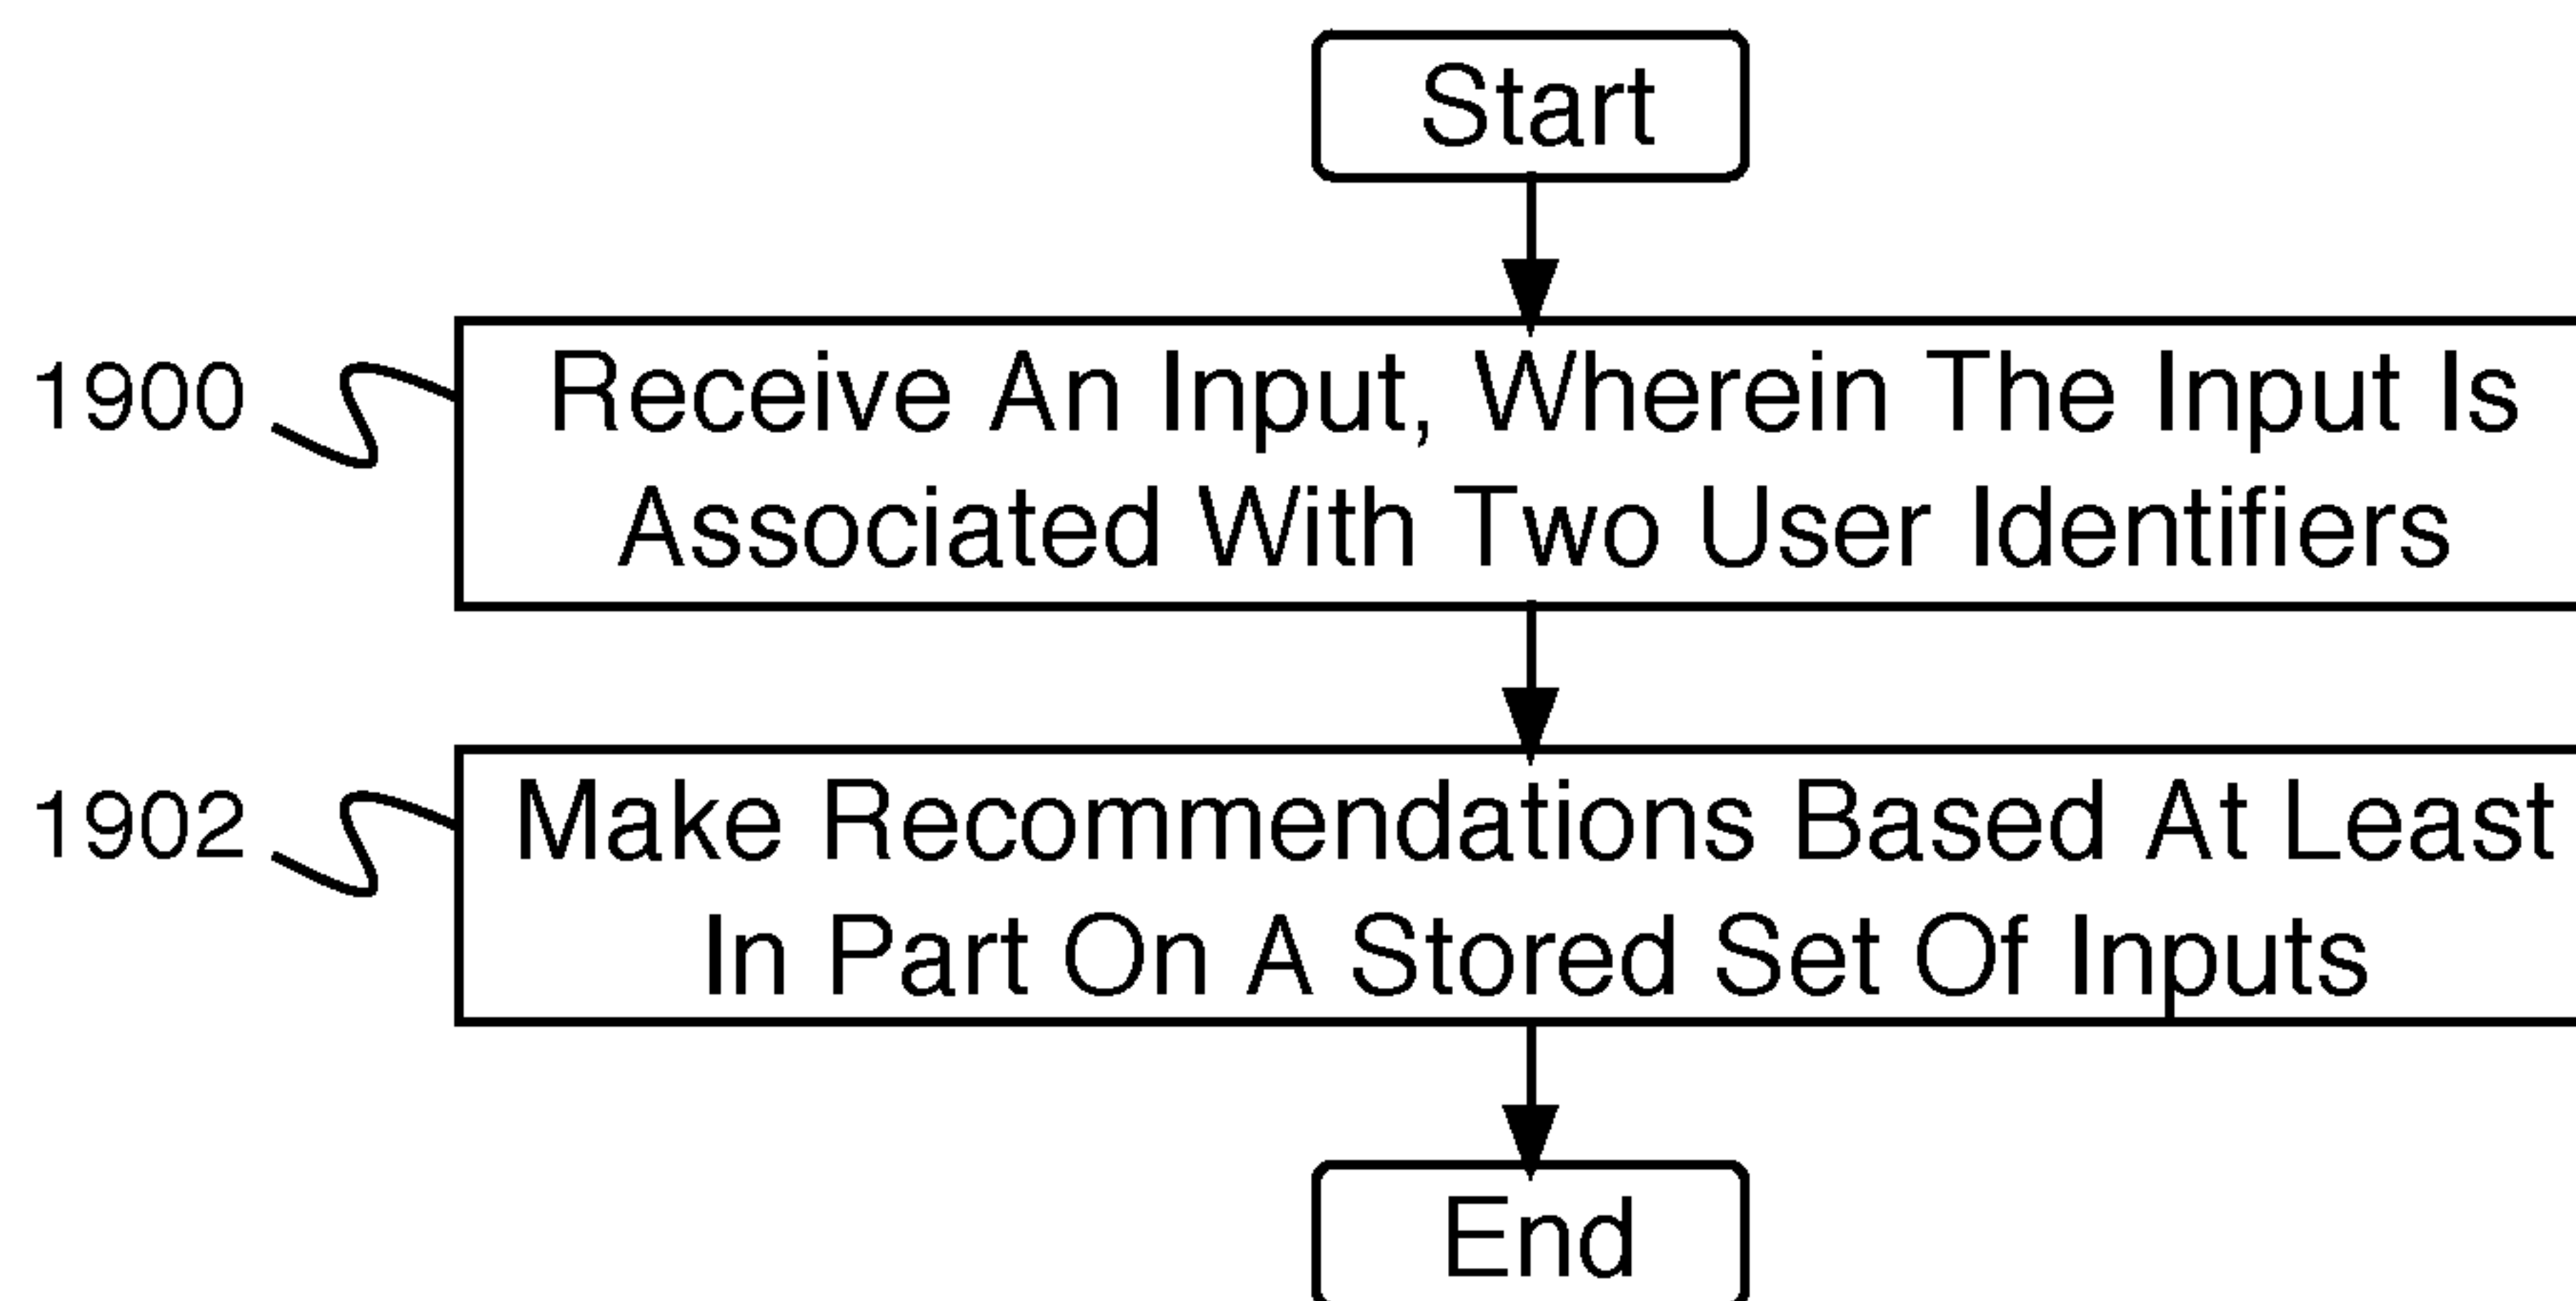 Start
1900
Receive An Input, Wherein The Input Is
Associated With Two User Identifiers
1902
Make Recommendations Based At Least
In Part On A Stored Set Of Inputs
End